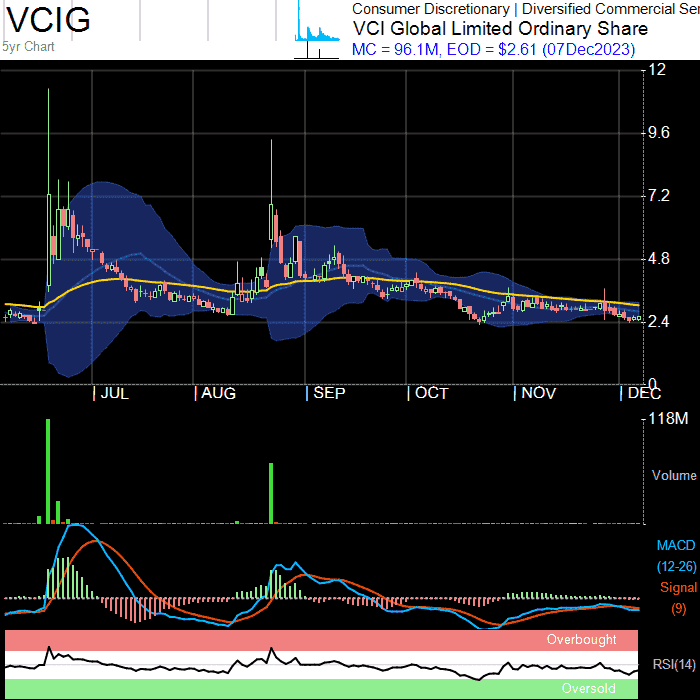 VCIG
5yr Chart
Consumer Discretionary | Diversified Commercial Ser
VCI Global Limited Ordinary Share
MC = 96.1M, EOD = $2.61 (07Dec2023)
12
9.6
7.2
4.8
2.4
0
JUL AUG SEP OCT NOV DEC
118M
Volume
MACD
(12-26)
Signal
(9)
Overbought
RSI(14)
Oversold